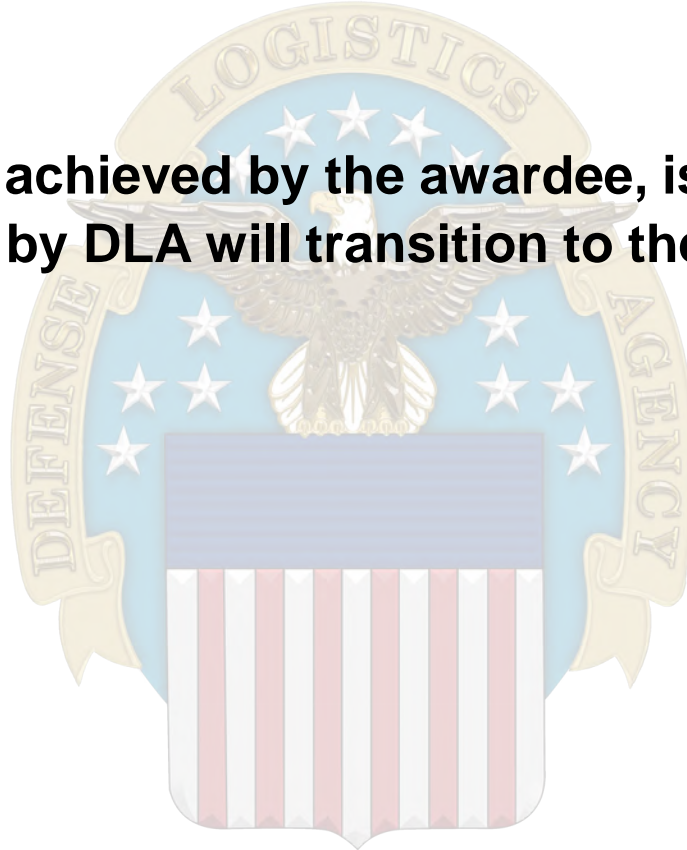 LOGISTICS
achieved by the awardee, is
by DLA will transition to the
DEFENSE
AGENCY